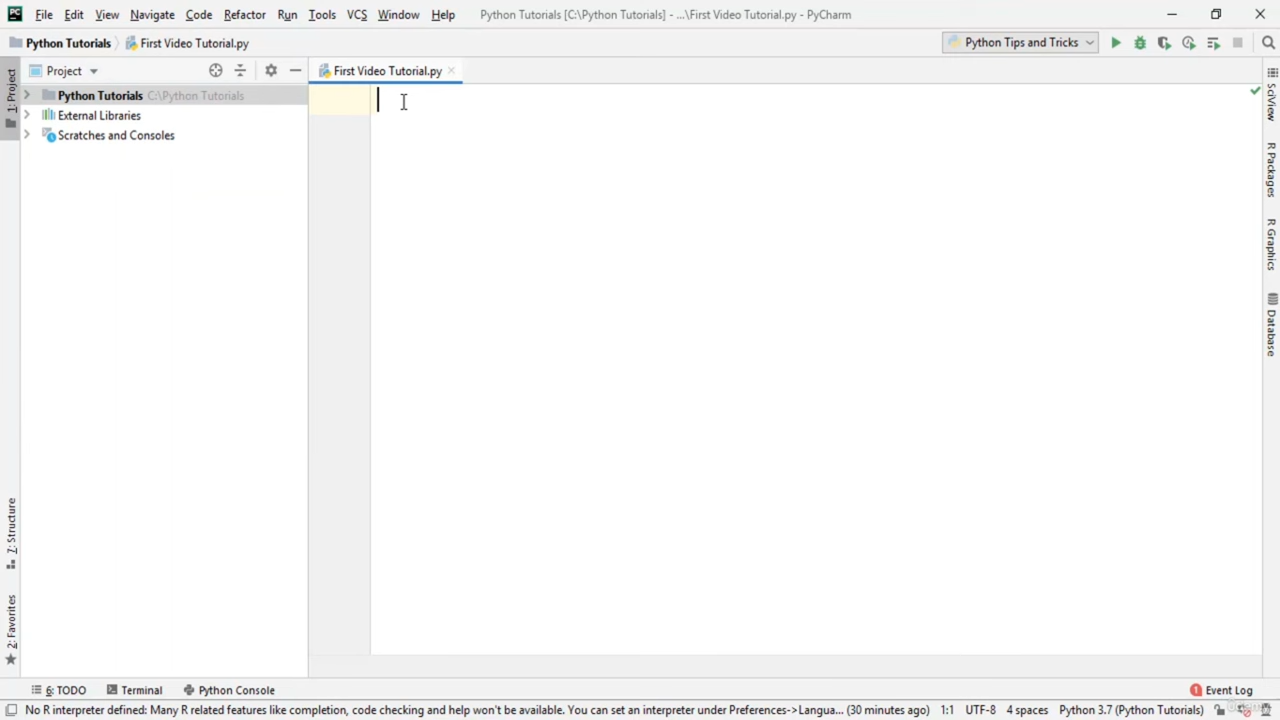 PC File Edit View Navigate Code Refactor Run Tools VCS Window Help Python Tutorials [C:\Python Tutorials] - ...\First Video Tutorial.py - PyCharm
Python Tutorials First Video Tutorial.py Python Tips and Tricks
1: Project
Project First Video Tutorial.py
Python Tutorials C:\Python Tutorials
External Libraries
Scratches and Consoles
SciView
R Packages
R Graphics
Database
7: Structure
2: Favorites
6: TODO Terminal Python Console 1 Event Log
No R interpreter defined: Many R related features like completion, code checking and help won't be available. You can set an interpreter under Preferences->Langua... (30 minutes ago) 1:1 UTF-8 4 spaces Python 3.7 (Python Tutorials)